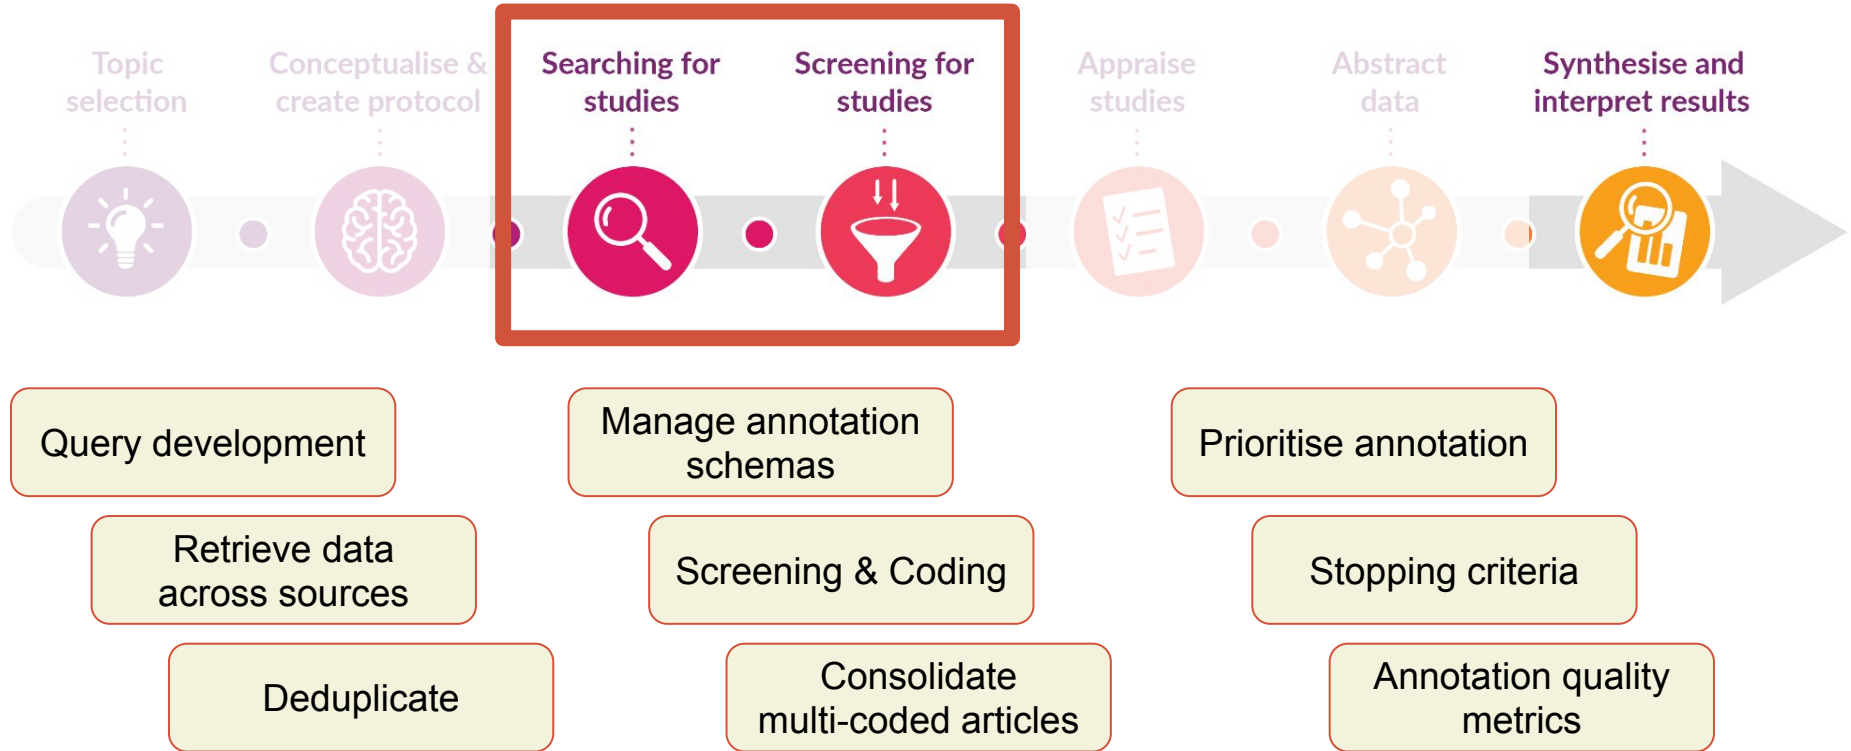 Topic
selection
Conceptualise &
create protocol
Searching for
studies
Screening for
studies
Appraise
studies
Abstract
data
Synthesise and
interpret results
Query development
Retrieve data
across sources
Deduplicate
Manage annotation
schemas
Screening & Coding
Consolidate
multi-coded articles
Prioritise annotation
Stopping criteria
Annotation quality
metrics